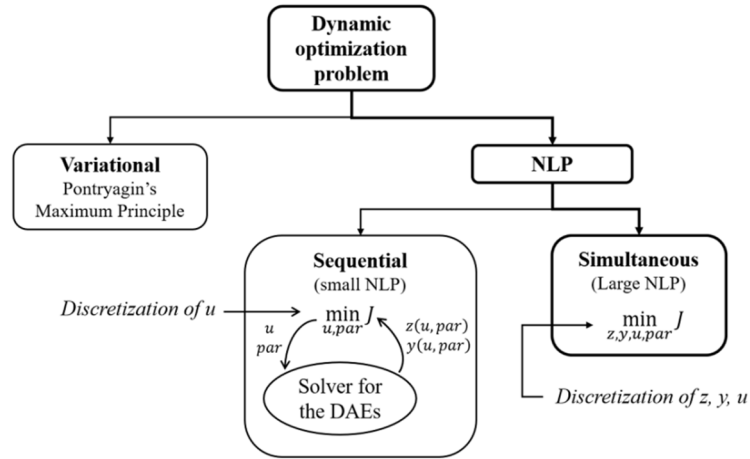 Dynamic
optimization
problem
Variational
Pontryagin's
Maximum Principle
NLP
Sequential
(small NLP)
Discretization of u
min J
u,par
u
par
z(u, par)
y(u, par)
Solver for
the DAEs
Simultaneous
(Large NLP)
min J
z,y,u,par
Discretization of z, y, u